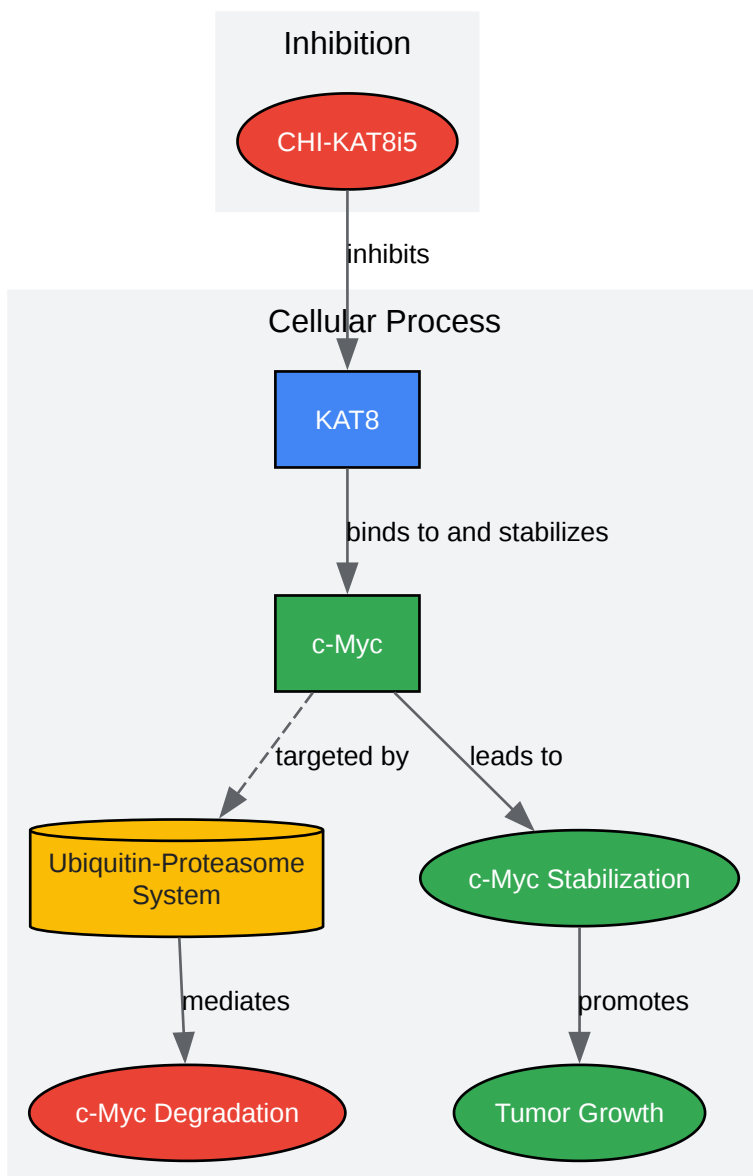 Inhibition
CHI-KAT8i5
inhibits
Cellular Process
KAT8
binds to and stabilizes
c-Myc
targeted by
leads to
Ubiquitin-Proteasome
System
c-Myc Stabilization
mediates
promotes
c-Myc Degradation
Tumor Growth